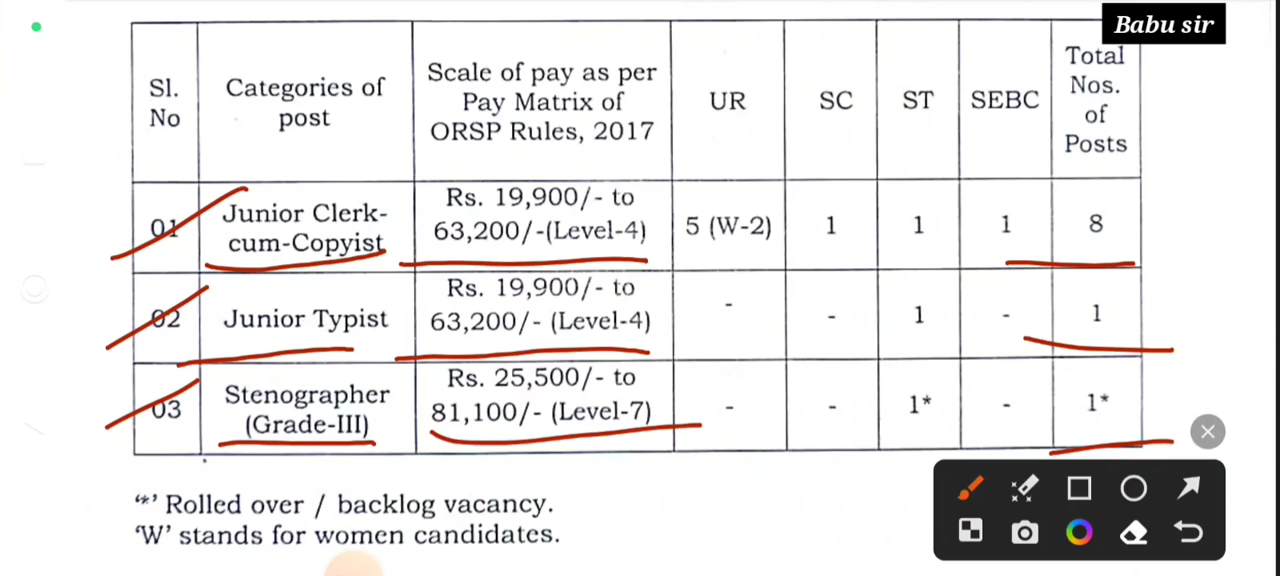 Babu sir
Sl.
No
Categories of
post
Scale of pay as per
Pay Matrix of
ORSP Rules, 2017
UR
SC
ST
SEBC
Total
Nos.
of
Posts
01
Junior Clerk-
cum-Copyist
Rs. 19,900/- to
63,200/-(Level-4)
5 (W-2)
1
1
1
8
02
Junior Typist
Rs. 19,900/- to
63,200/- (Level-4)
-
-
1
-
1
03
Stenographer
(Grade-III)
Rs. 25,500/- to
81,100/- (Level-7)
-
-
1*
-
1*
‘*’ Rolled over / backlog vacancy.
‘W’ stands for women candidates.